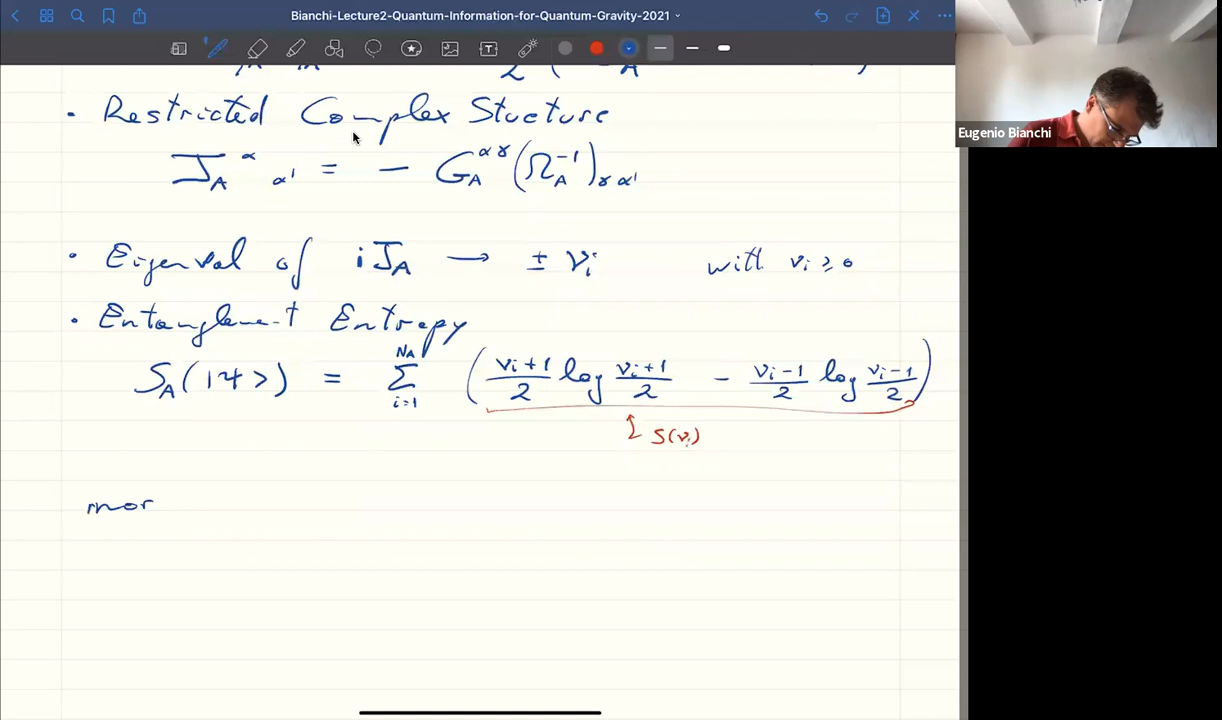 Bianchi-Lecture2-Quantum-Information-for-Quantum-Gravity-2021
Eugenio Bianchi
• Restricted Complex Stucture
J_A^α_α' = - G_A^{αγ} (Ω_A^{-1})_{γα'}
• Eigenval of iJ_A → ± ν_i with ν_i ≥ 0
• Entanglement Entropy
S_A(|ψ>) = Σ_{i=1}^{N_A} ( (ν_i+1)/2 log (ν_i+1)/2 - (ν_i-1)/2 log (ν_i-1)/2 )
S(ν_i)
mor